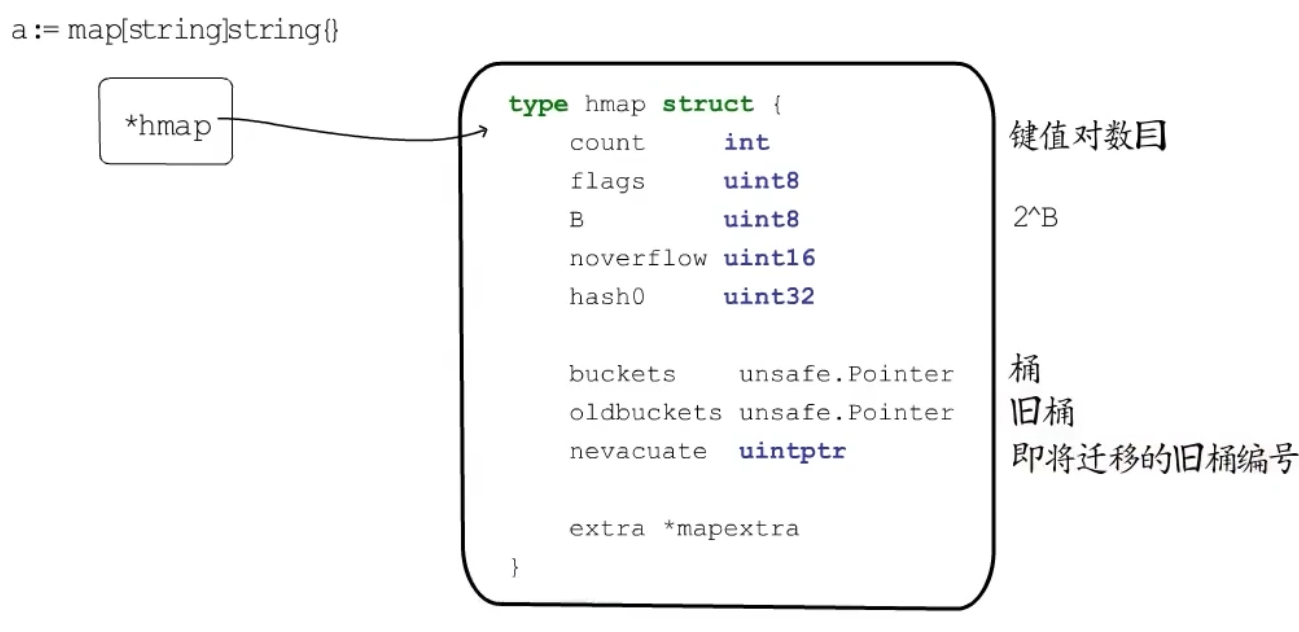 a := map[string]string{}
*hmap
type hmap struct {
count int 键值对数目
flags uint8
B uint8 2^B
noverflow uint16
hash0 uint32
buckets unsafe.Pointer 桶
oldbuckets unsafe.Pointer 旧桶
nevacuate uintptr 即将迁移的旧桶编号
extra *mapextra
}